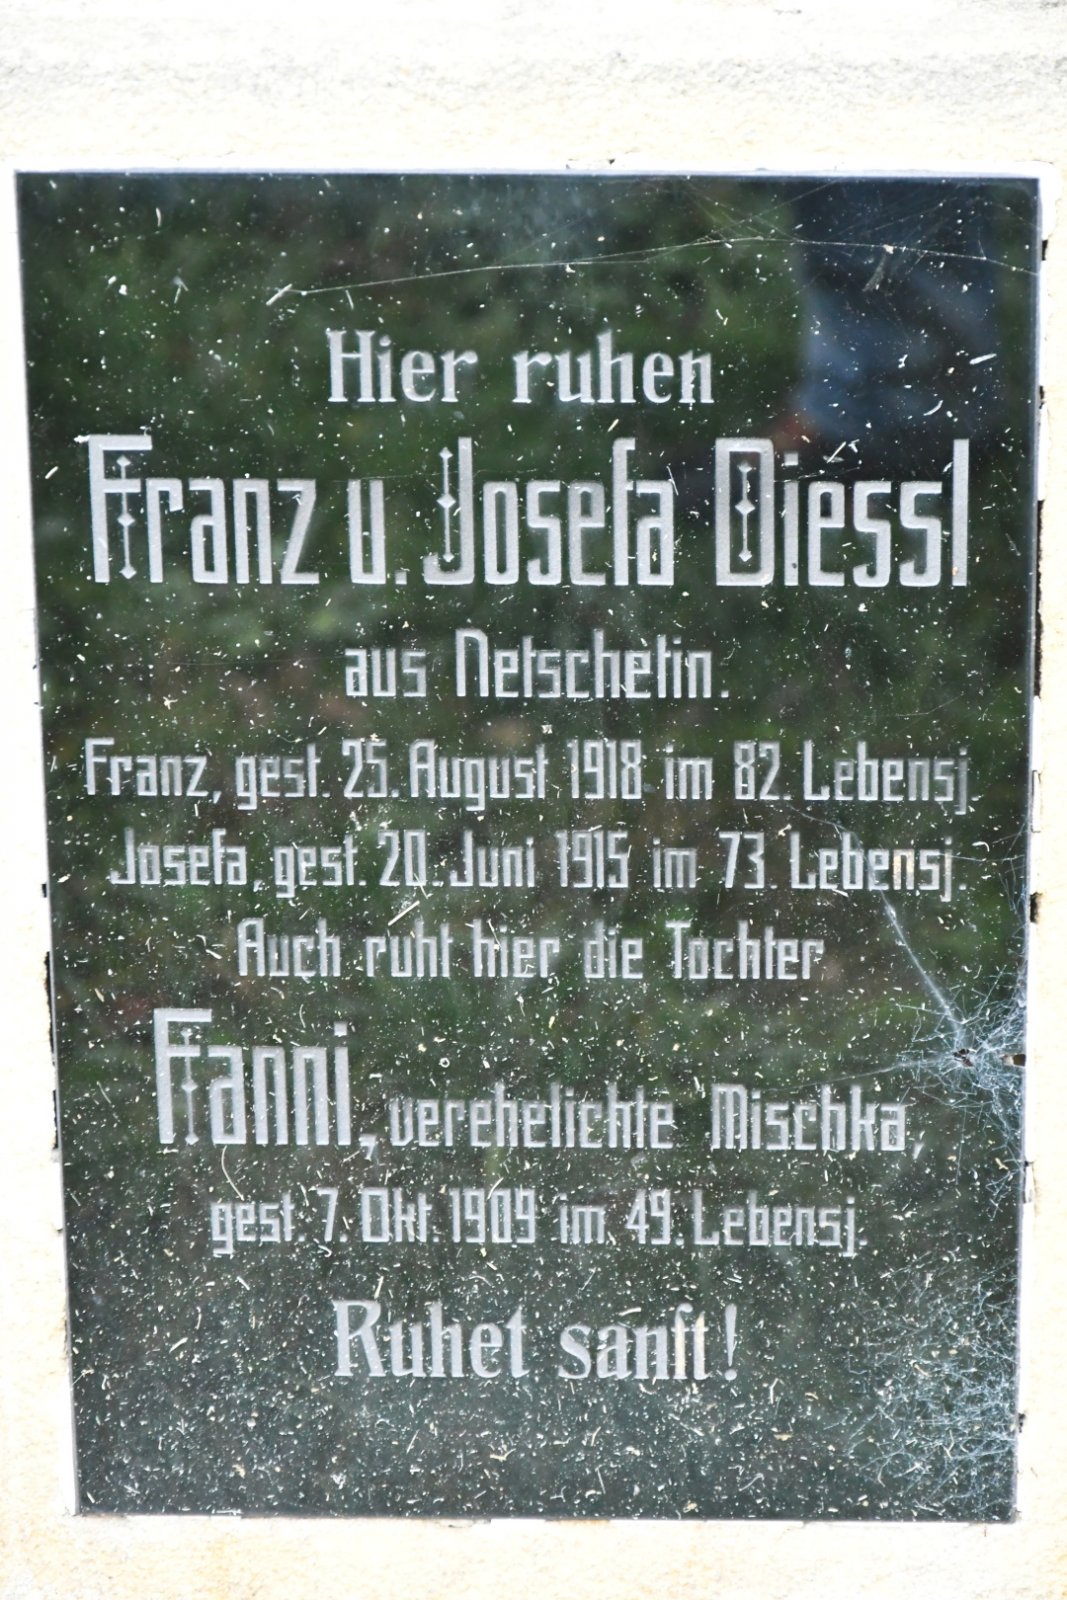 Hier ruhen
Franz u. Josefa Diessl
aus Netschetin.
Franz, gest. 25. August 1918 im 82. Lebensj.
Josefa, gest. 20. Juni 1915 im 73. Lebensj.
Auch ruht hier die Tochter
Fanni, verehelichte Mischka,
gest. 7. Okt. 1909 im 49. Lebensj.
Ruhet sanft!